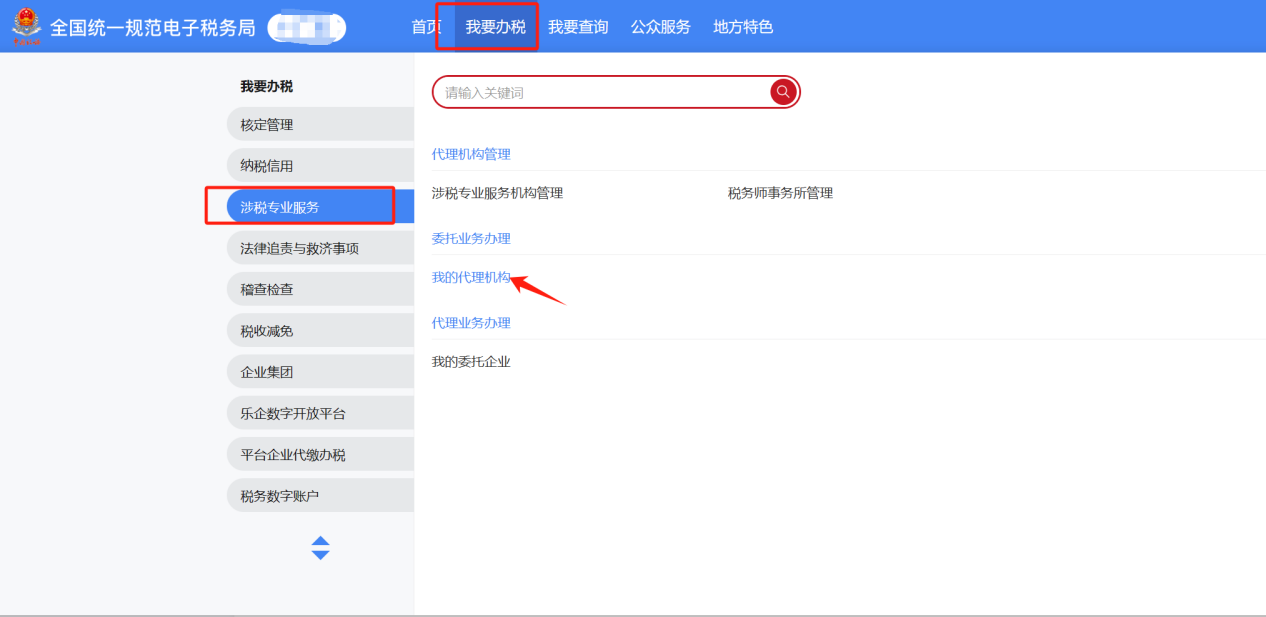 全国统一规范电子税务局
首页 我要办税 我要查询 公众服务 地方特色
我要办税
核定管理
纳税信用
涉税专业服务
法律追责与救济事项
稽查检查
税收减免
企业集团
乐企数字开放平台
平台企业代缴办税
税务数字账户
请输入关键词
代理机构管理
涉税专业服务机构管理 税务师事务所管理
委托业务办理
我的代理机构
代理业务办理
我的委托企业